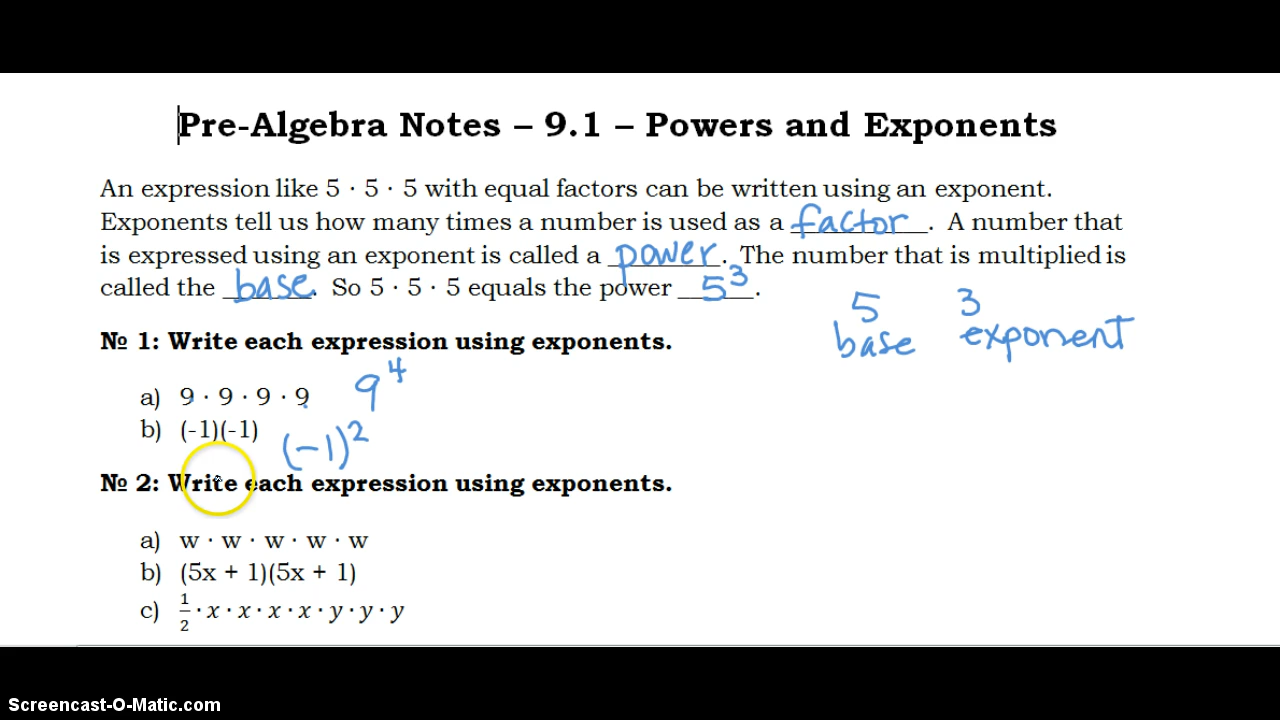 Pre-Algebra Notes – 9.1 – Powers and Exponents
An expression like 5 · 5 · 5 with equal factors can be written using an exponent.
Exponents tell us how many times a number is used as a factor. A number that
is expressed using an exponent is called a power. The number that is multiplied is
called the base. So 5 · 5 · 5 equals the power 5³.
5 3
base exponent
№ 1: Write each expression using exponents.
a) 9 · 9 · 9 · 9 9⁴
b) (-1)(-1) (-1)²
№ 2: Write each expression using exponents.
a) w · w · w · w · w
b) (5x + 1)(5x + 1)
c) 1/2 · x · x · x · x · y · y · y
Screencast-O-Matic.com